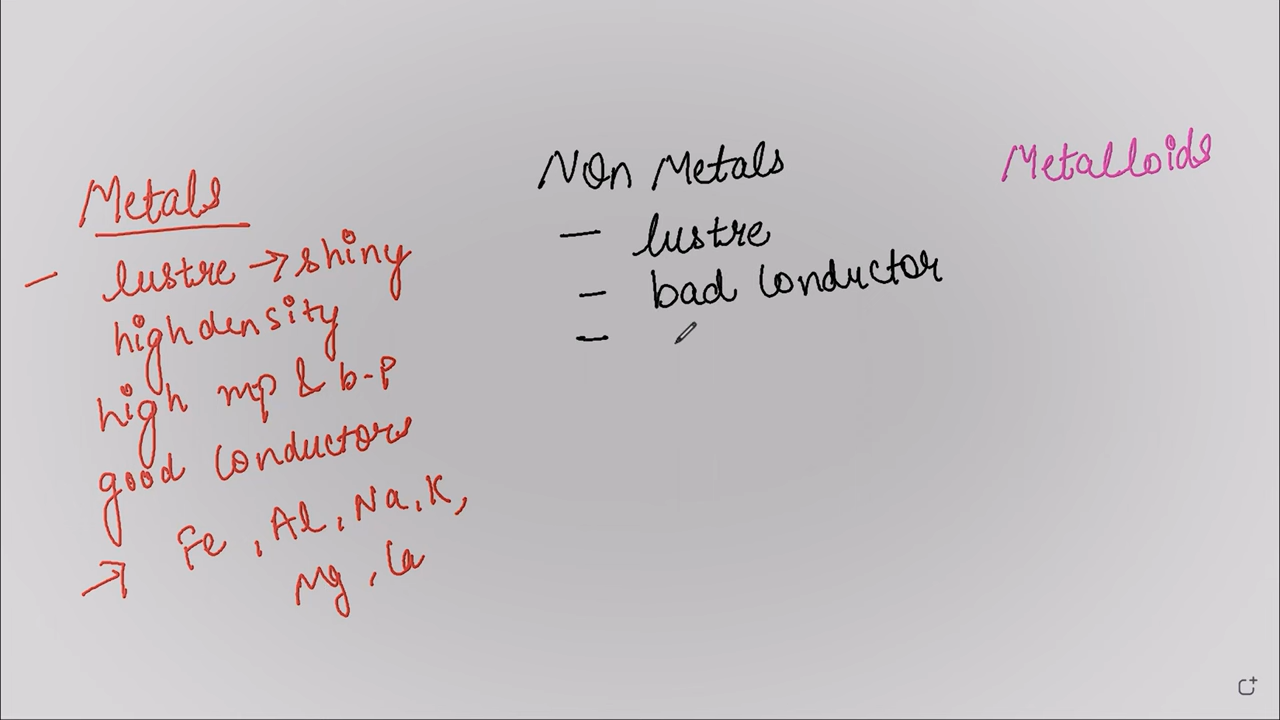 Metals
– lustre → shiny
high density
high mp & b-p
good conductors
→ Fe, Al, Na, K,
Mg, Ca
Non Metals
– lustre
– bad conductor
–
Metalloids